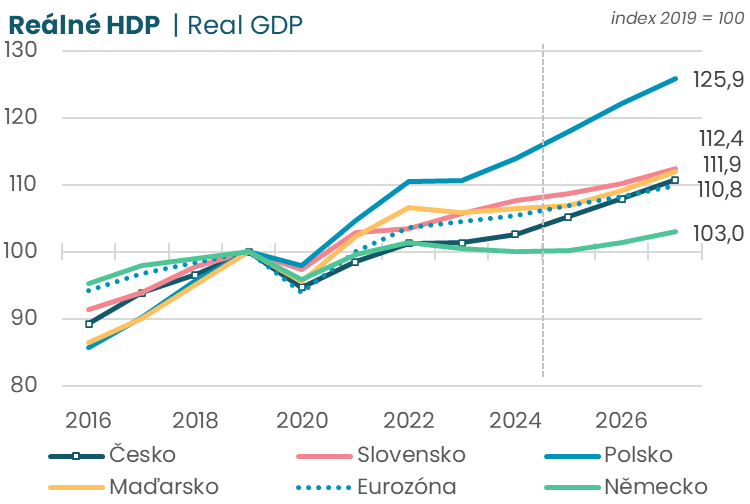 Reálné HDP | Real GDP
index 2019 = 100
130
120
110
100
90
80
125,9
112,4
111,9
110,8
103,0
2016 2018 2020 2022 2024 2026
Česko Slovensko Polsko
Maďarsko Eurozóna Německo